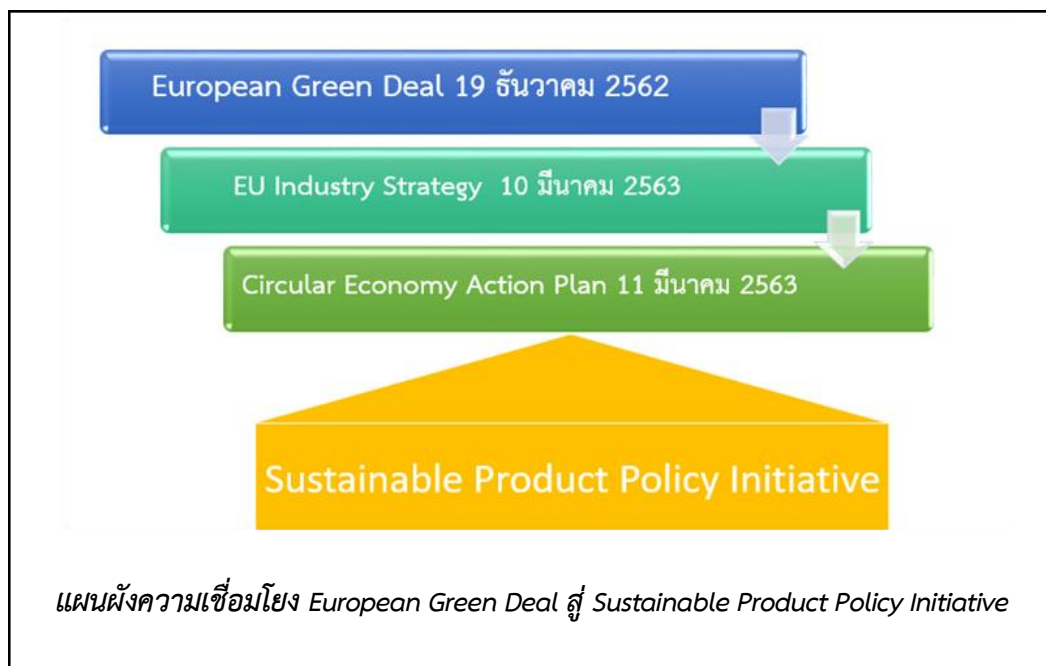 European Green Deal 19 ธันวาคม 2562
EU Industry Strategy 10 มีนาคม 2563
Circular Economy Action Plan 11 มีนาคม 2563
Sustainable Product Policy Initiative
แผนผังความเชื่อมโยง European Green Deal สู่ Sustainable Product Policy Initiative